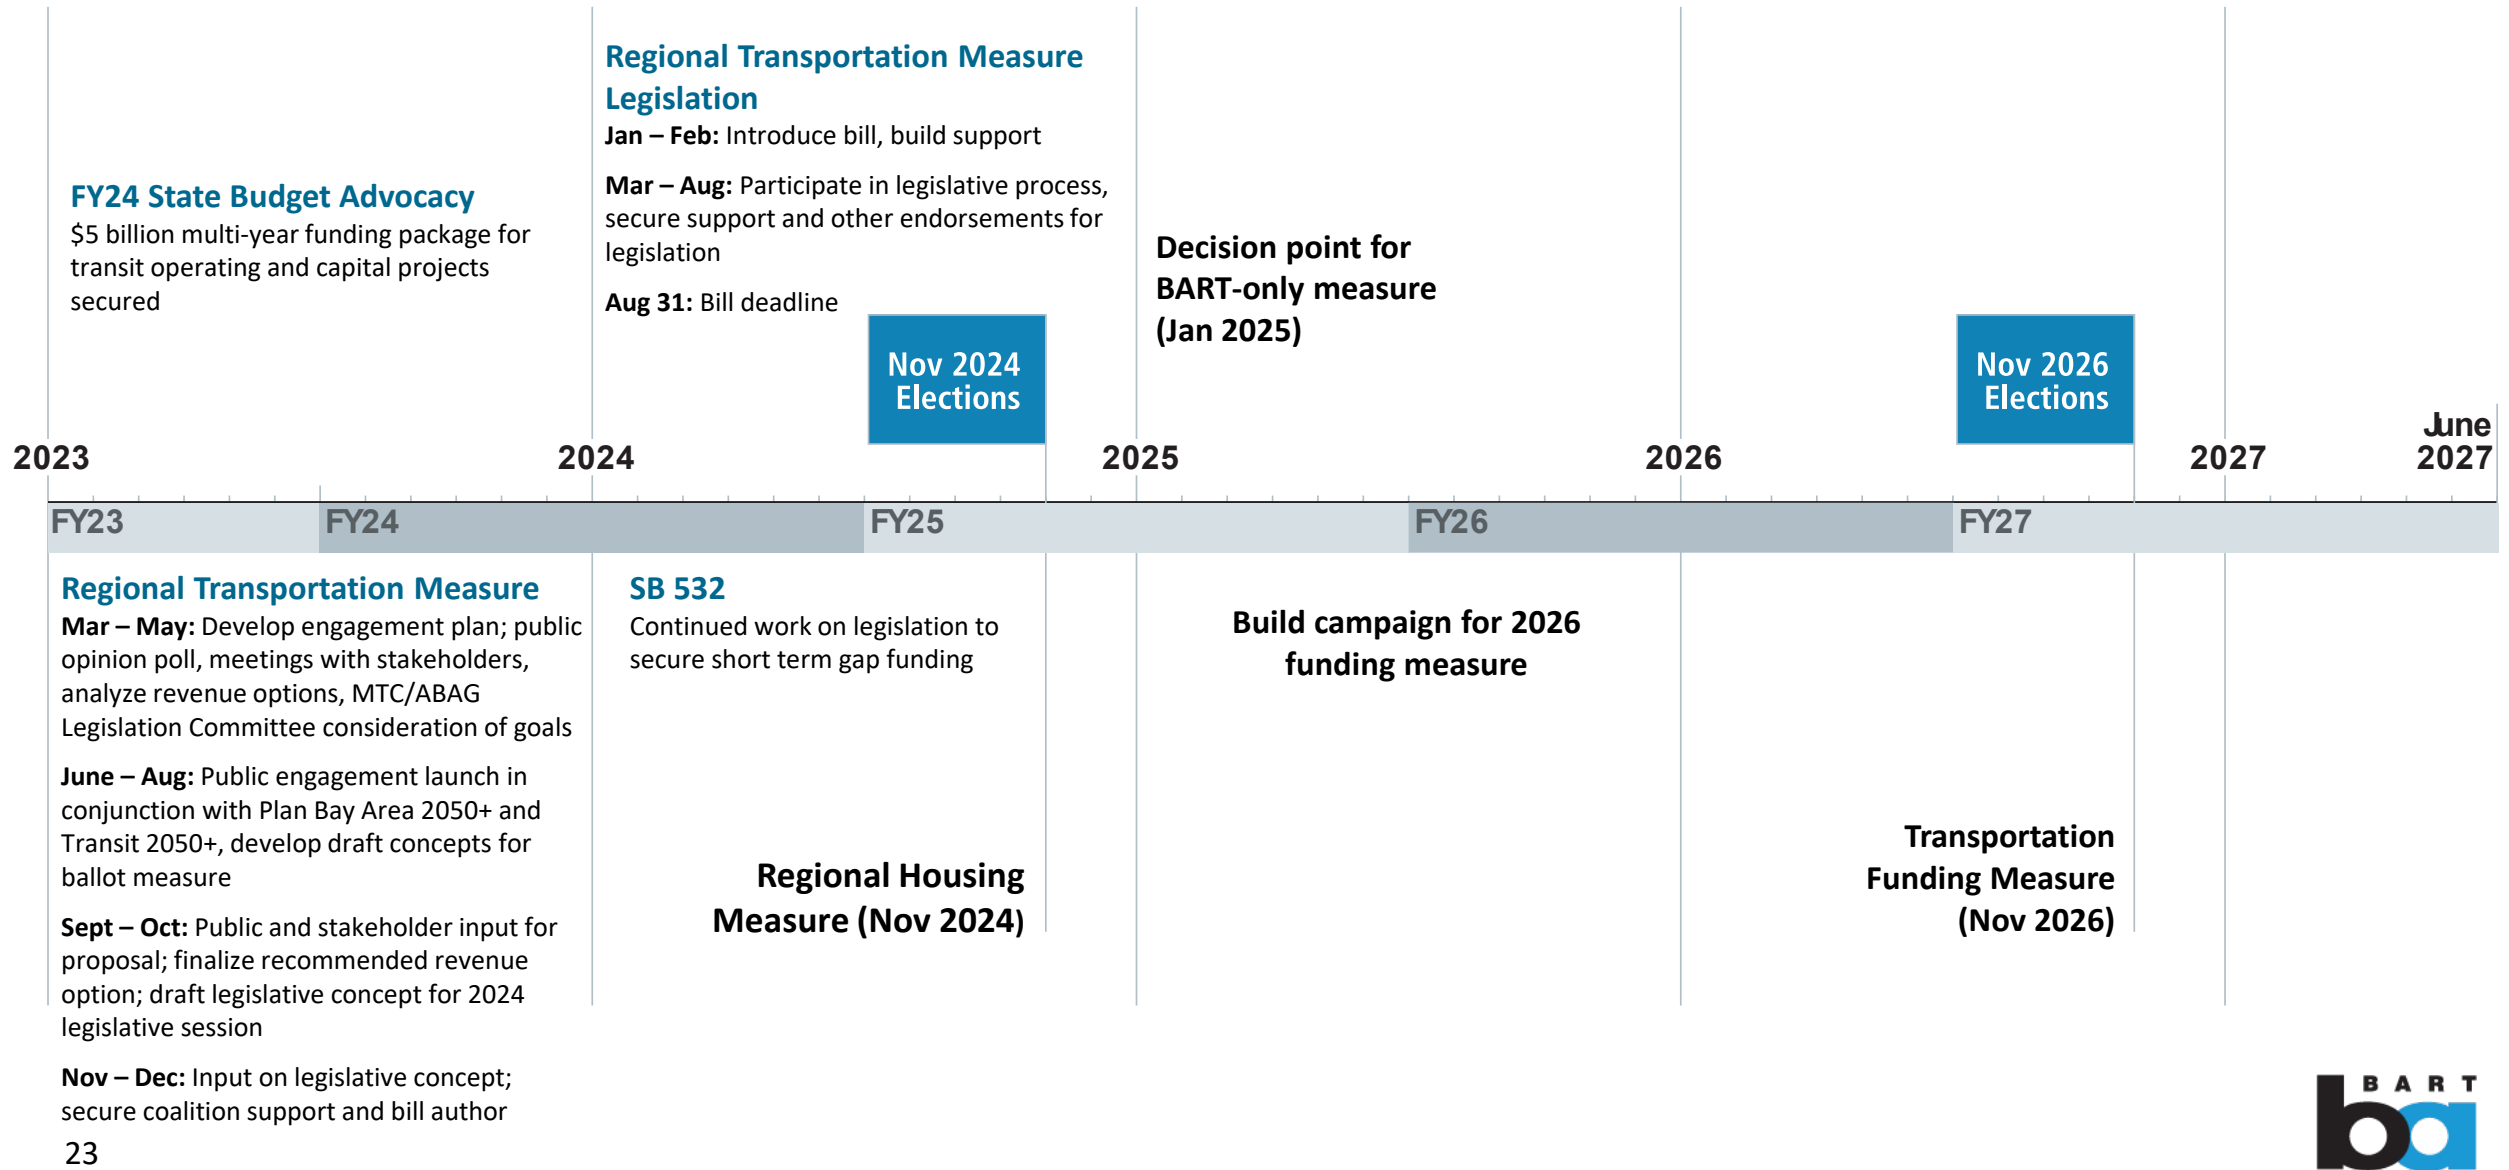 FY24 State Budget Advocacy
$5 billion multi-year funding package for
transit operating and capital projects
secured
Regional Transportation Measure
Legislation
Jan – Feb: Introduce bill, build support
Mar – Aug: Participate in legislative process,
secure support and other endorsements for
legislation
Aug 31: Bill deadline
Nov 2024
Elections
Decision point for
BART-only measure
(Jan 2025)
Nov 2026
Elections
2023
2024
2025
2026
2027
June
2027
FY23
FY24
FY25
FY26
FY27
Regional Transportation Measure
Mar – May: Develop engagement plan; public
opinion poll, meetings with stakeholders,
analyze revenue options, MTC/ABAG
Legislation Committee consideration of goals
June – Aug: Public engagement launch in
conjunction with Plan Bay Area 2050+ and
Transit 2050+, develop draft concepts for
ballot measure
Sept – Oct: Public and stakeholder input for
proposal; finalize recommended revenue
option; draft legislative concept for 2024
legislative session
Nov – Dec: Input on legislative concept;
secure coalition support and bill author
SB 532
Continued work on legislation to
secure short term gap funding
Regional Housing
Measure (Nov 2024)
Build campaign for 2026
funding measure
Transportation
Funding Measure
(Nov 2026)
23
BART
ba